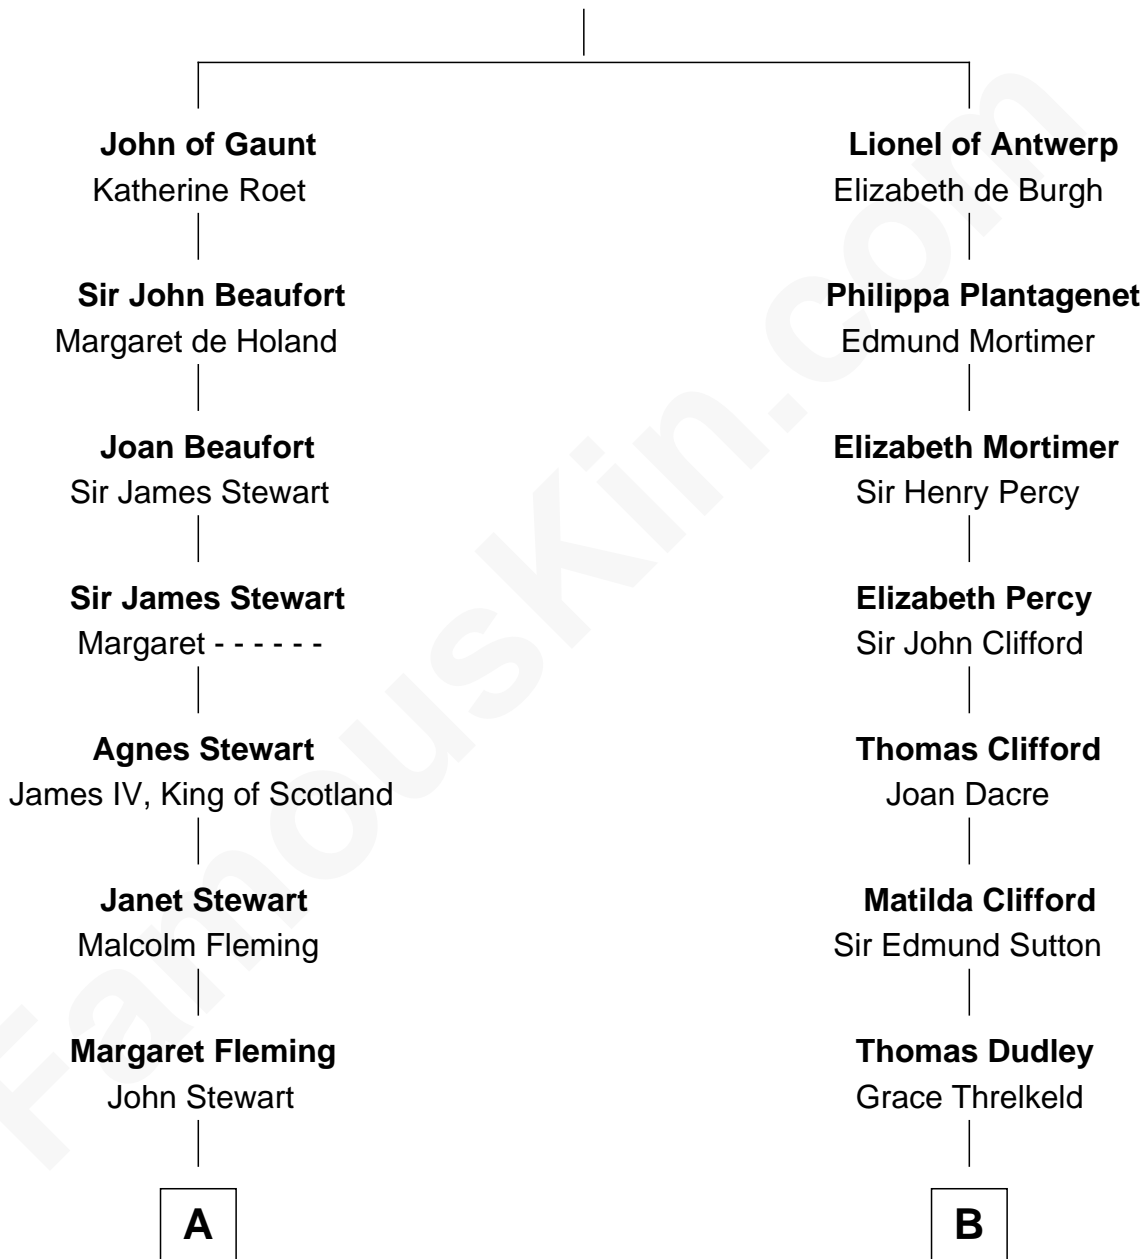 John of Gaunt
Katherine Roet
Sir John Beaufort
Margaret de Holand
Joan Beaufort
Sir James Stewart
Sir James Stewart
Margaret - - - - - -
Agnes Stewart
James IV, King of Scotland
Janet Stewart
Malcolm Fleming
Margaret Fleming
John Stewart
A
Lionel of Antwerp
Elizabeth de Burgh
Philippa Plantagenet
Edmund Mortimer
Elizabeth Mortimer
Sir Henry Percy
Elizabeth Percy
Sir John Clifford
Thomas Clifford
Joan Dacre
Matilda Clifford
Sir Edmund Sutton
Thomas Dudley
Grace Threlkeld
B
FamousKin.com